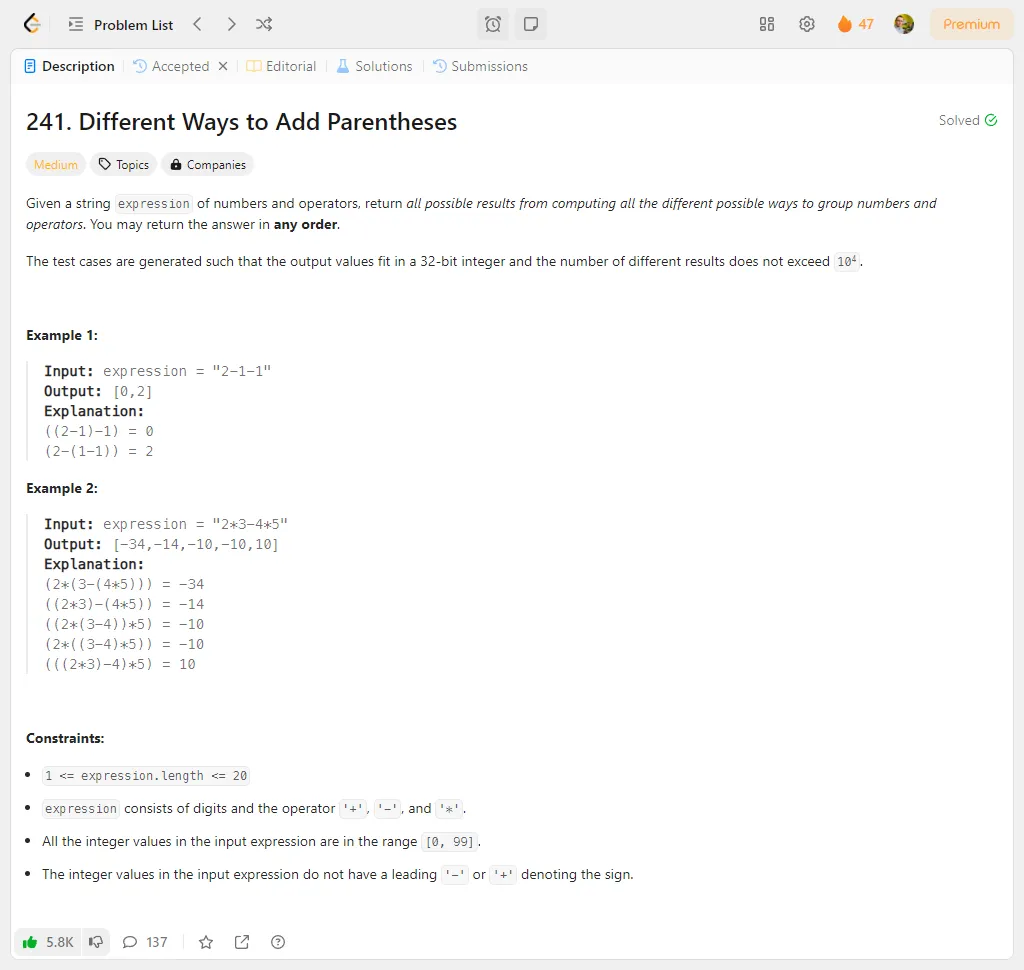 Problem List
47
Premium
Description
Accepted
Editorial
Solutions
Submissions
241. Different Ways to Add Parentheses
Solved
Medium
Topics
Companies
Given a string expression of numbers and operators, return all possible results from computing all the different possible ways to group numbers and
operators. You may return the answer in any order.
The test cases are generated such that the output values fit in a 32-bit integer and the number of different results does not exceed 10⁴.
Example 1:
Input: expression = "2-1-1"
Output: [0,2]
Explanation:
((2-1)-1) = 0
(2-(1-1)) = 2
Example 2:
Input: expression = "2*3-4*5"
Output: [-34,-14,-10,-10,10]
Explanation:
(2*(3-(4*5))) = -34
((2*3)-(4*5)) = -14
((2*(3-4))*5) = -10
(2*((3-4)*5)) = -10
(((2*3)-4)*5) = 10
Constraints:
• 1 <= expression.length <= 20
• expression consists of digits and the operator '+', '-', and '*'.
• All the integer values in the input expression are in the range [0, 99].
• The integer values in the input expression do not have a leading '-' or '+' denoting the sign.
5.8K
137